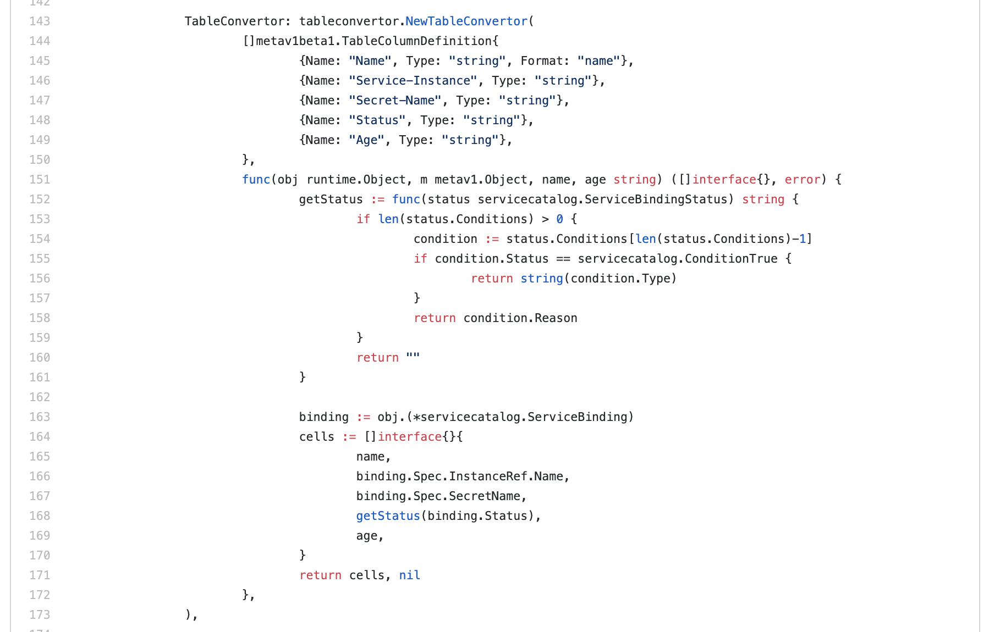 142
143 TableConvertor: tableconvertor.NewTableConvertor(
144 []metav1beta1.TableColumnDefinition{
145 {Name: "Name", Type: "string", Format: "name"},
146 {Name: "Service-Instance", Type: "string"},
147 {Name: "Secret-Name", Type: "string"},
148 {Name: "Status", Type: "string"},
149 {Name: "Age", Type: "string"},
150 },
151 func(obj runtime.Object, m metav1.Object, name, age string) ([]interface{}, error) {
152 getStatus := func(status servicecatalog.ServiceBindingStatus) string {
153 if len(status.Conditions) > 0 {
154 condition := status.Conditions[len(status.Conditions)-1]
155 if condition.Status == servicecatalog.ConditionTrue {
156 return string(condition.Type)
157 }
158 return condition.Reason
159 }
160 return ""
161 }
162
163 binding := obj.(*servicecatalog.ServiceBinding)
164 cells := []interface{}{
165 name,
166 binding.Spec.InstanceRef.Name,
167 binding.Spec.SecretName,
168 getStatus(binding.Status),
169 age,
170 }
171 return cells, nil
172 },
173 ),
174